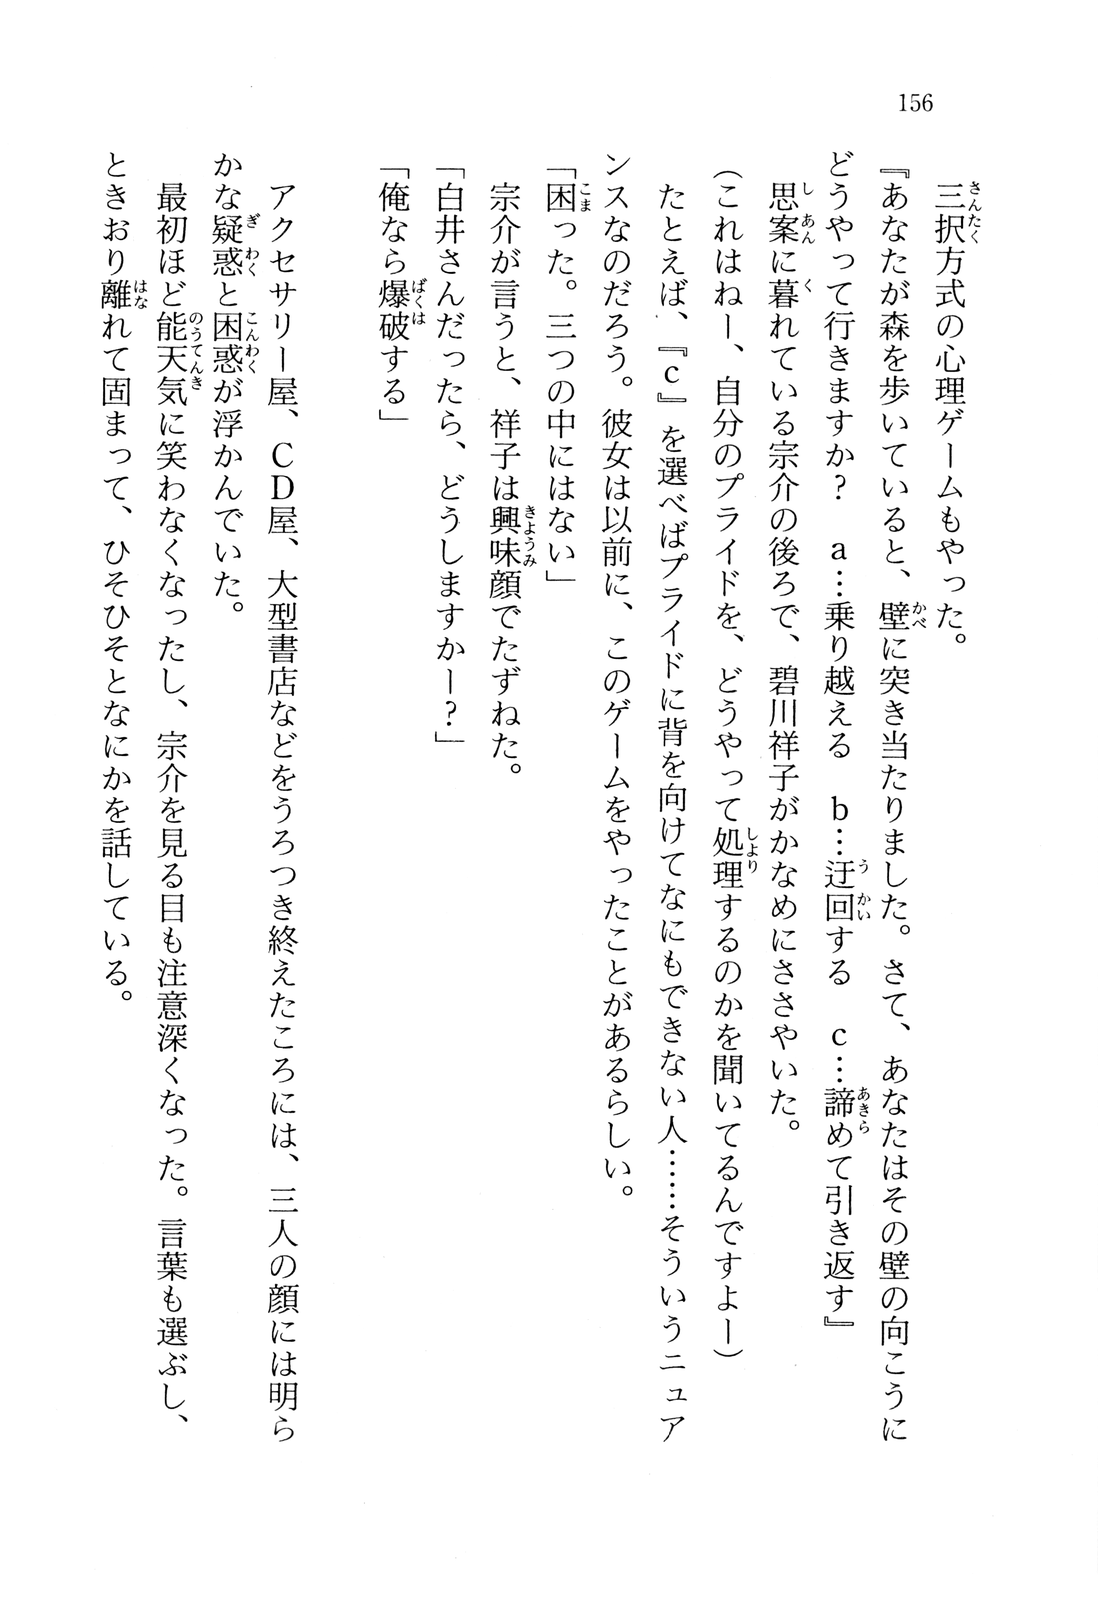 156
三択方式の心理ゲームもやった。
『あなたが森を歩いていると、壁に突き当たりました。さて、あなたはその壁の向こうに
どうやって行きますか？　a…乗り越える　b…迂回する　c…諦めて引き返す』
思案に暮れている宗介の後ろで、碧川祥子がかなめにささやいた。
（これはねー、自分のプライドを、どうやって処理するのかを聞いてるんですよー）
たとえば、『c』を選べばプライドに背を向けてなにもできない人……そういうニュア
ンスなのだろう。彼女は以前に、このゲームをやったことがあるらしい。
「困った。三つの中にはない」
宗介が言うと、祥子は興味顔でたずねた。
「白井さんだったら、どうしますかー？」
「俺なら爆破する」
アクセサリー屋、CD屋、大型書店などをうろつき終えたころには、三人の顔には明ら
かな疑惑と困惑が浮かんでいた。
最初ほど能天気に笑わなくなったし、宗介を見る目も注意深くなった。言葉も選ぶし、
ときおり離れて固まって、ひそひそとなにかを話している。